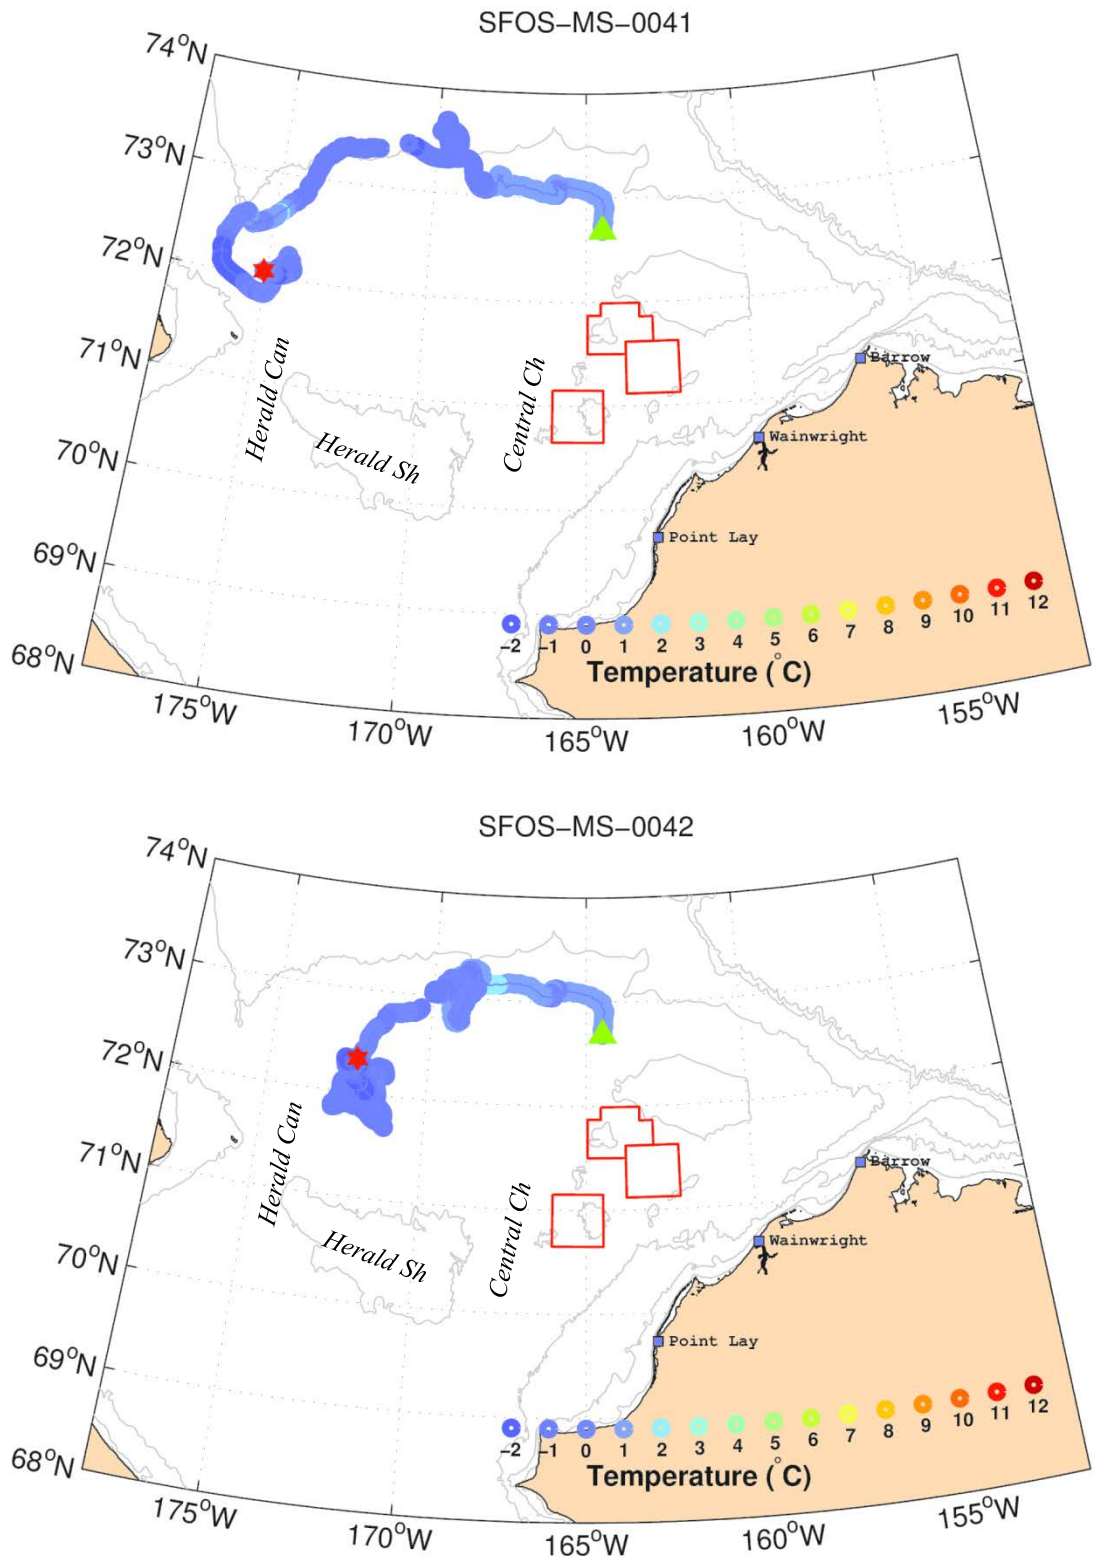 SFOS−MS−0041
74°N
73°N
72°N
71°N
70°N
69°N
68°N
Herald Can
Herald Sh
Central Ch
Barrow
Wainwright
Point Lay
−2 −1 0 1 2 3 4 5 6 7 8 9 10 11 12
Temperature (°C)
175°W 170°W 165°W 160°W 155°W
SFOS−MS−0042
74°N
73°N
72°N
71°N
70°N
69°N
68°N
Herald Can
Herald Sh
Central Ch
Barrow
Wainwright
Point Lay
−2 −1 0 1 2 3 4 5 6 7 8 9 10 11 12
Temperature (°C)
175°W 170°W 165°W 160°W 155°W